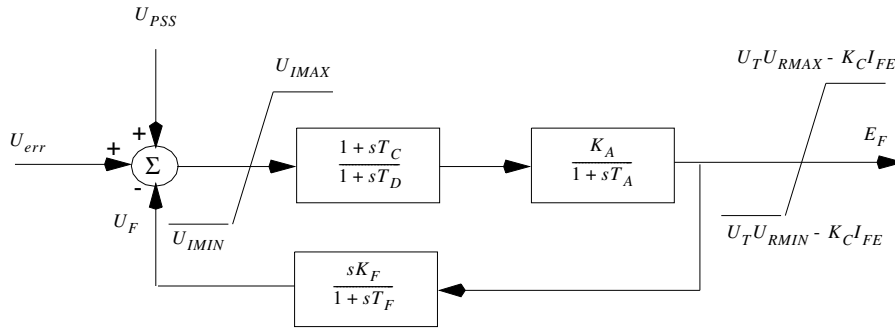 U_PSS
U_IMAX
U_T U_RMAX - K_C I_FE
U_err
+
+
Σ
-
1 + sT_C
1 + sT_D
K_A
1 + sT_A
E_F
U_F
U_IMIN
U_T U_RMIN - K_C I_FE
sK_F
1 + sT_F